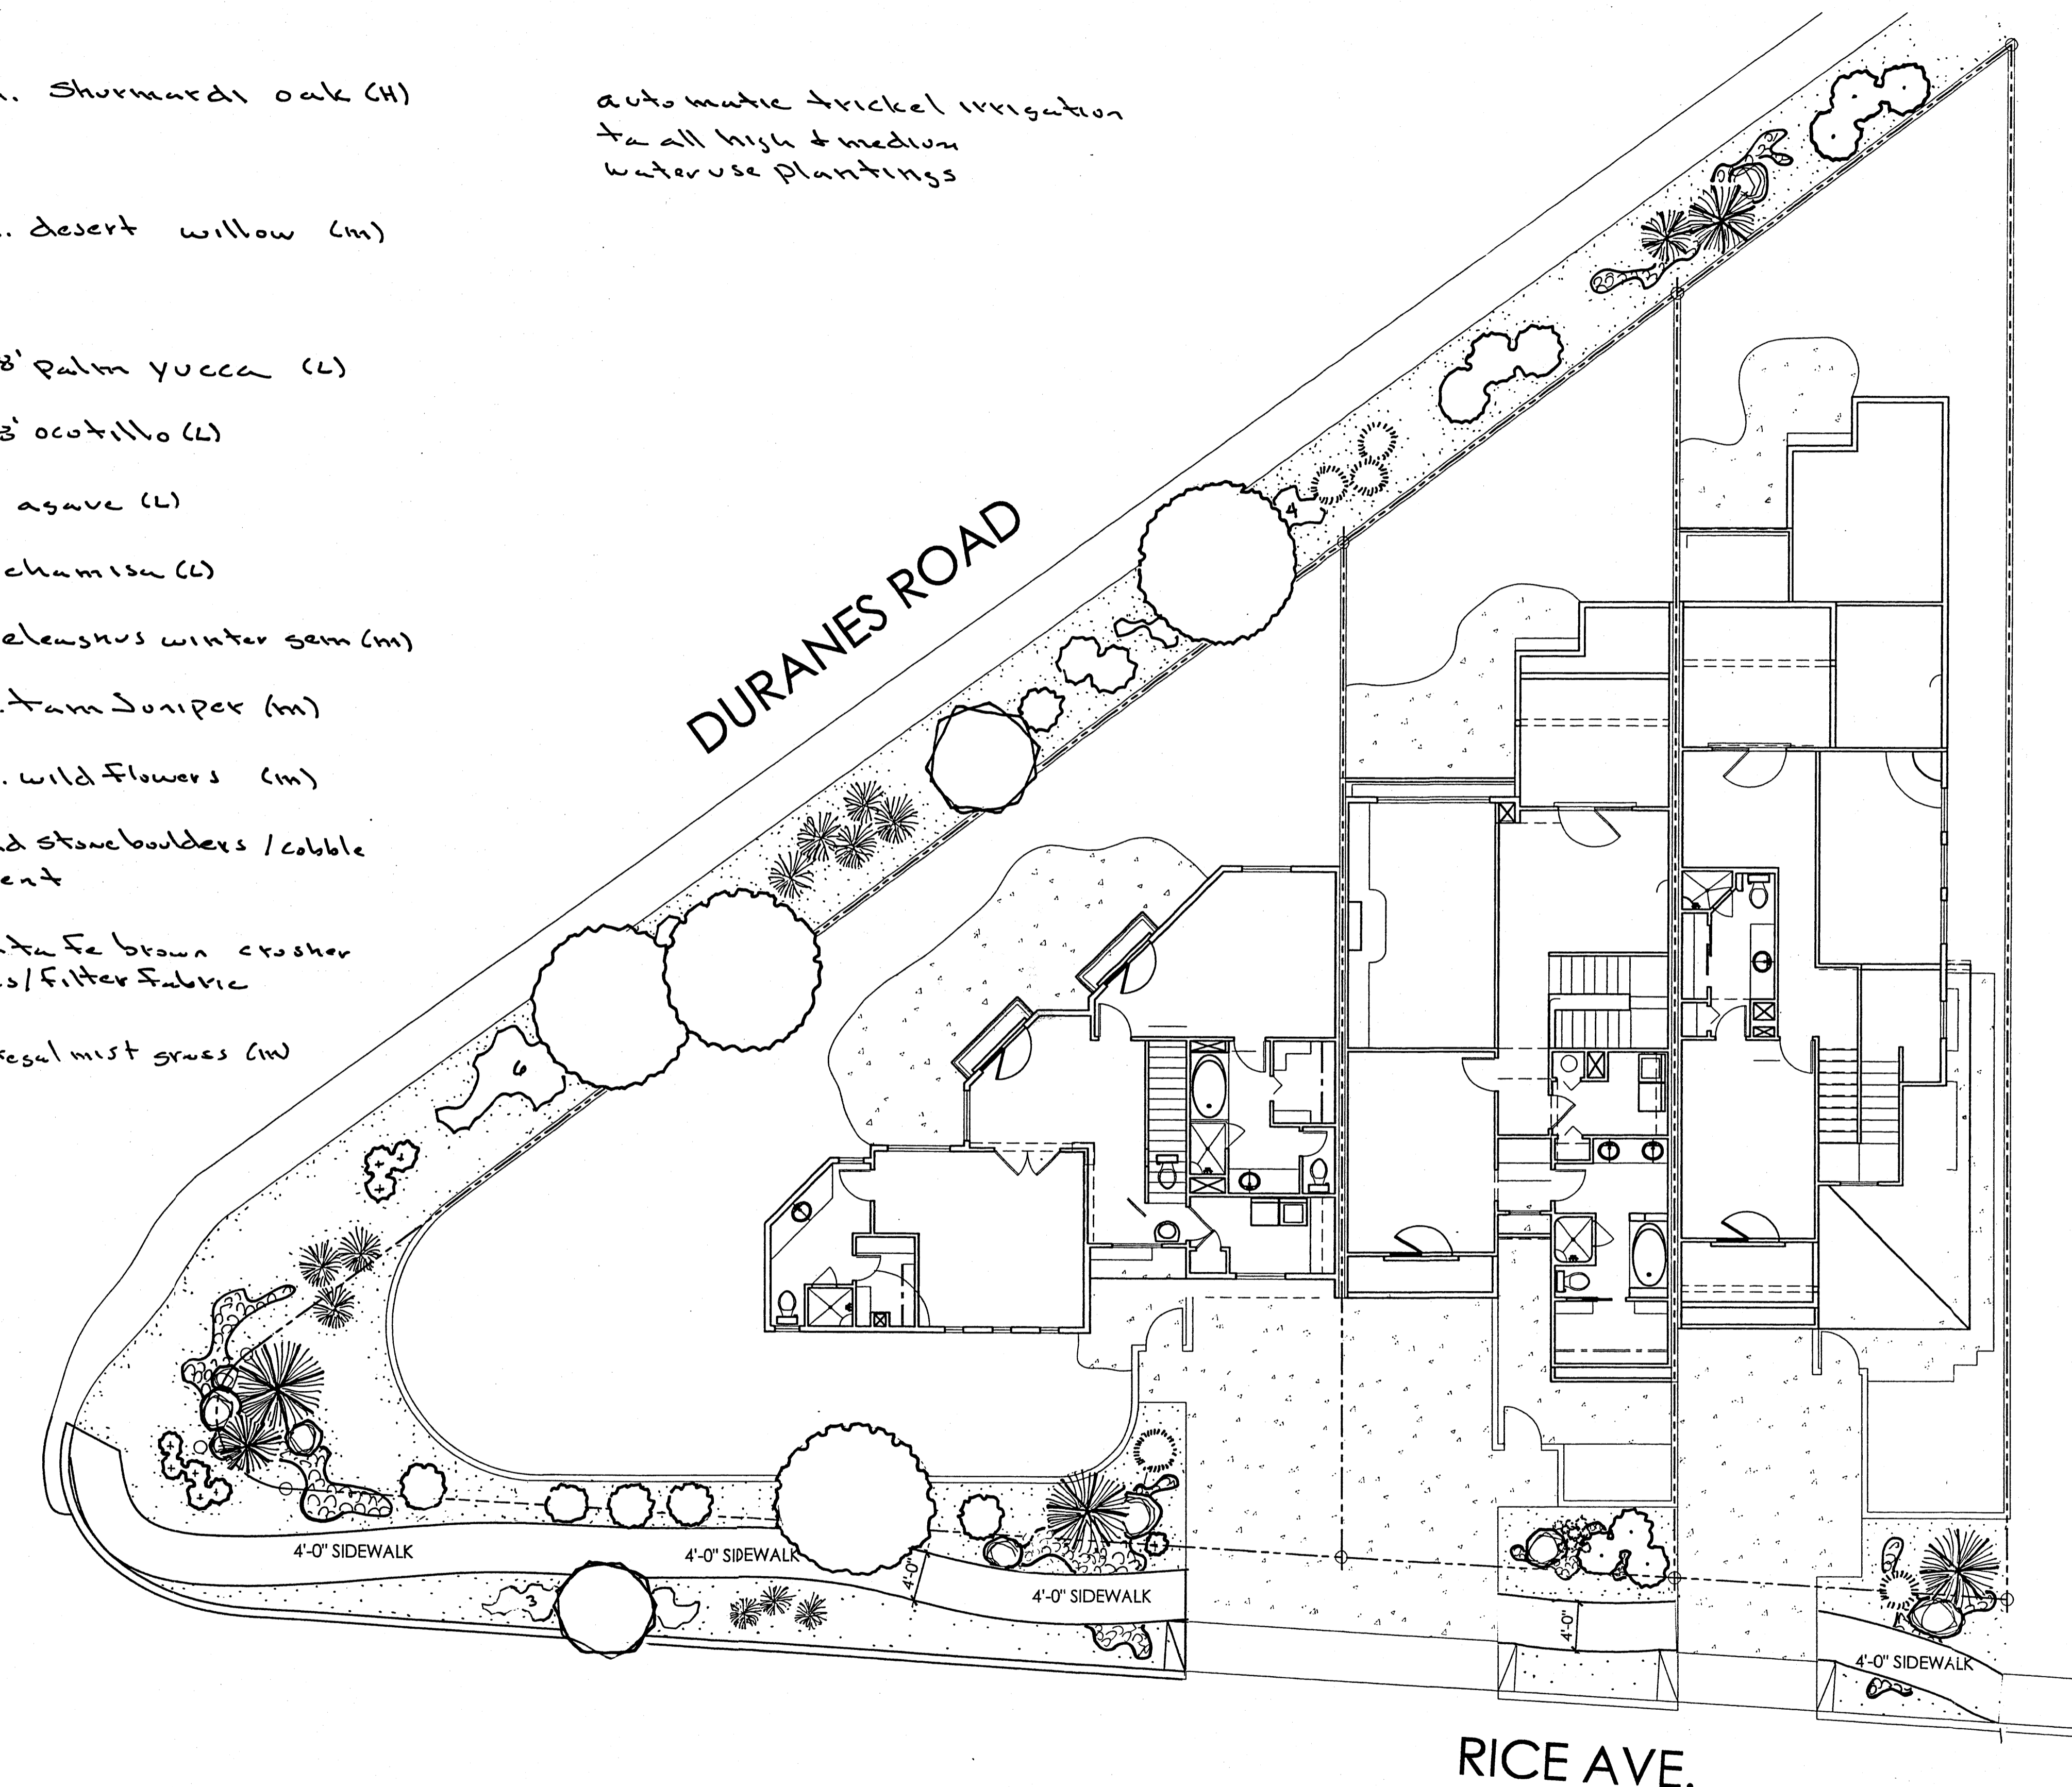 . Shurmardi oak (H)
automatic trickel irrigation
to all high & medium
water use plantings
. desert willow (m)
8' palm yucca (L)
3' ocotillo (L)
agave (L)
chamisa (L)
eleagnus winter gem (m)
. tam Juniper (m)
. wild flowers (m)
d stone boulders / cobble
ent
ta fe brown crusher
s / filter fabric
regal mist grass (m)
DURANES ROAD
4
6
4'-0" SIDEWALK
4'-0" SIDEWALK
4'-0"
4'-0" SIDEWALK
3
4'-0"
4'-0" SIDEWALK
RICE AVE.